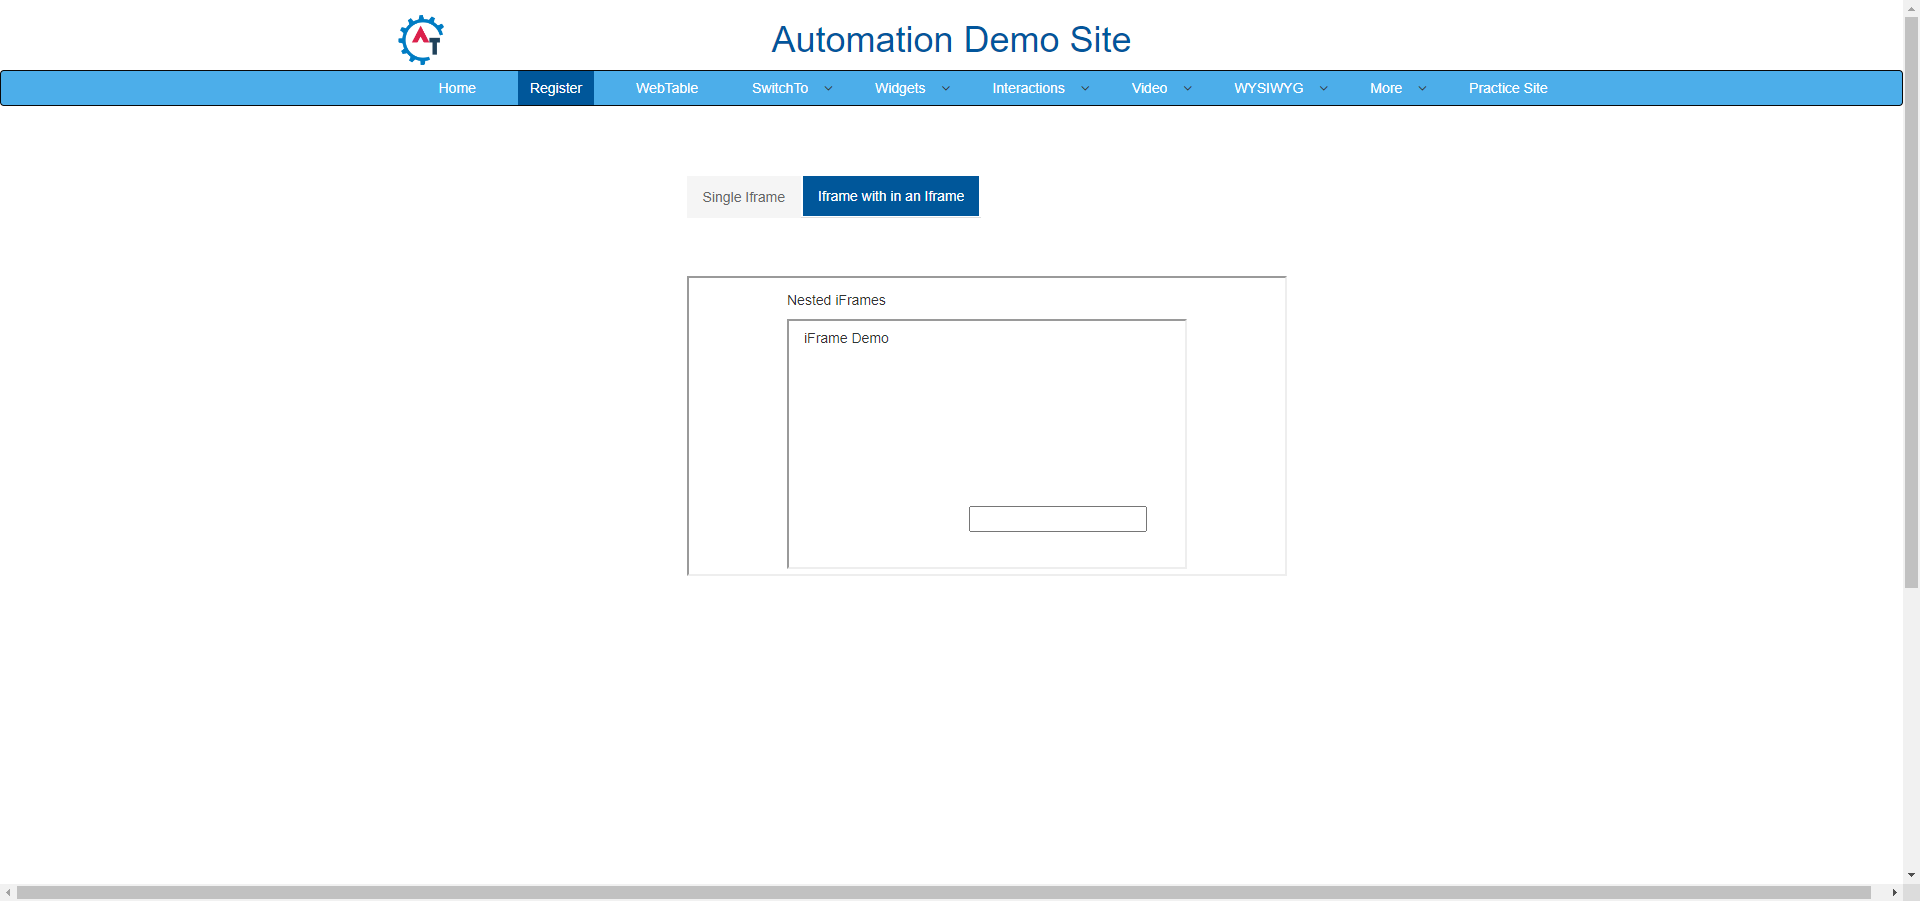 AT
Automation Demo Site
Home Register WebTable SwitchTo Widgets Interactions Video WYSIWYG More Practice Site
Single Iframe Iframe with in an Iframe
Nested iFrames
iFrame Demo